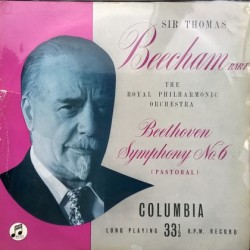 SIR THOMAS
Beecham, BART
THE
ROYAL PHILHARMONIC
ORCHESTRA
Beethoven
Symphony No. 6
(PASTORAL)
COLUMBIA
LONG PLAYING 33⅓ R.P.M. RECORD